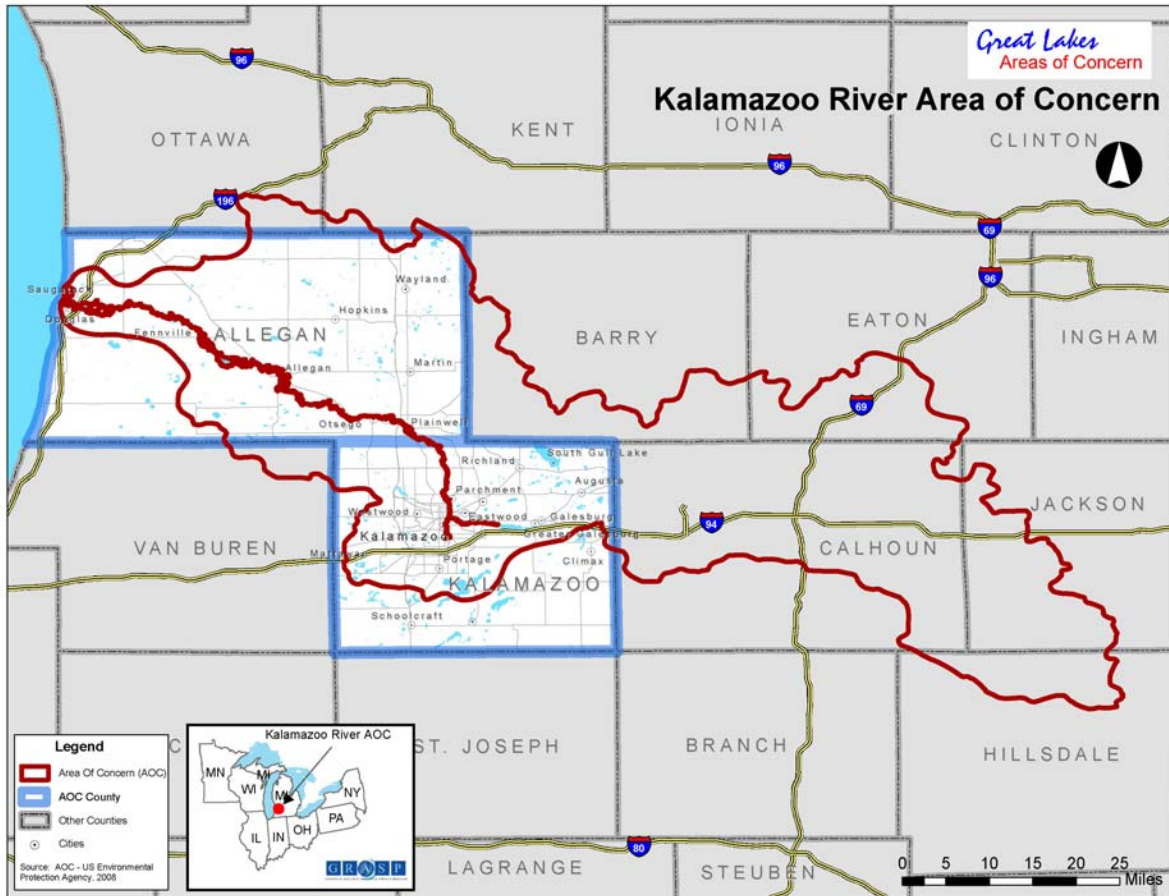 Great Lakes
Areas of Concern
Kalamazoo River Area of Concern
96
OTTAWA
KENT
IONIA
CLINTON
96
196
69
96
Saugatuck
Douglas
Fennville
ALLEGAN
Wayland
Hopkins
Allegan
Martin
Otsego
Plainwell
BARRY
EATON
INGHAM
69
Richland
South Gull Lake
Augusta
Parchment
Westwood
Eastwood
Galesburg
Kalamazoo
Greater Galesburg
Mattawan
Portage
Climax
KALAMAZOO
Schoolcraft
VAN BUREN
94
CALHOUN
JACKSON
C
ST. JOSEPH
BRANCH
HILLSDALE
Legend
Area Of Concern (AOC)
AOC County
Other Counties
Cities
Source: AOC - US Environmental
Protection Agency, 2008
Kalamazoo River AOC
MN
WI
MI
MI
NY
PA
IL
IN
OH
GRASP
80
LAGRANGE
STEUBEN
0 5 10 15 20 25
Miles